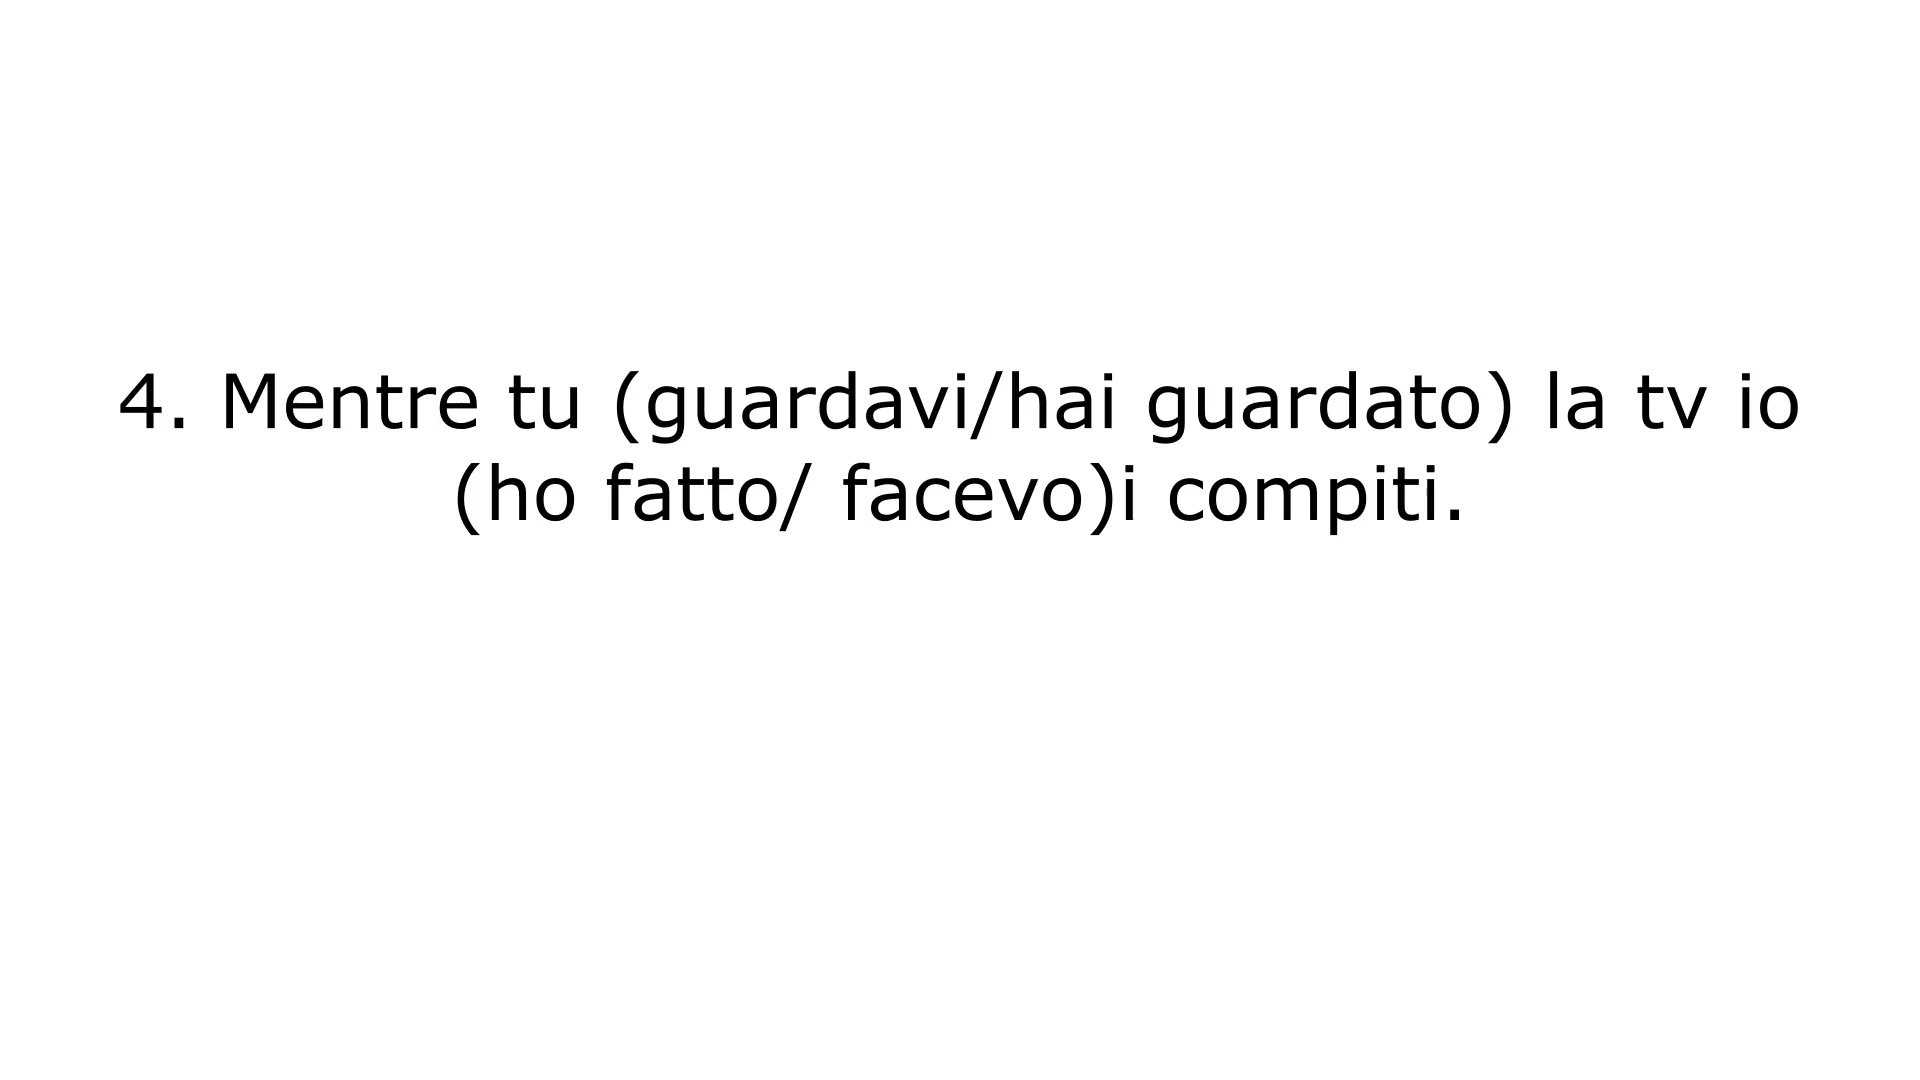 4. Mentre tu (guardavi/hai guardato) la tv io
(ho fatto/ facevo)i compiti.